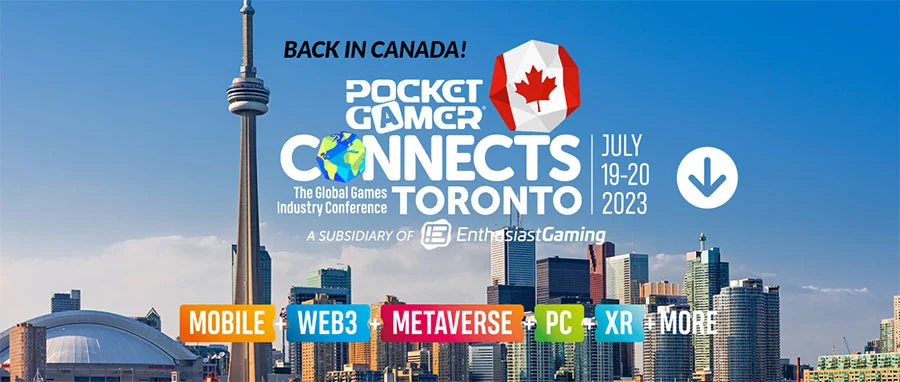 BACK IN CANADA!
POCKET
GAMER®
CONNECTS
The Global Games
Industry Conference
TORONTO
JULY
19-20
2023
A SUBSIDIARY OF EnthusiastGaming
MOBILE + WEB3 + METAVERSE + PC + XR + MORE